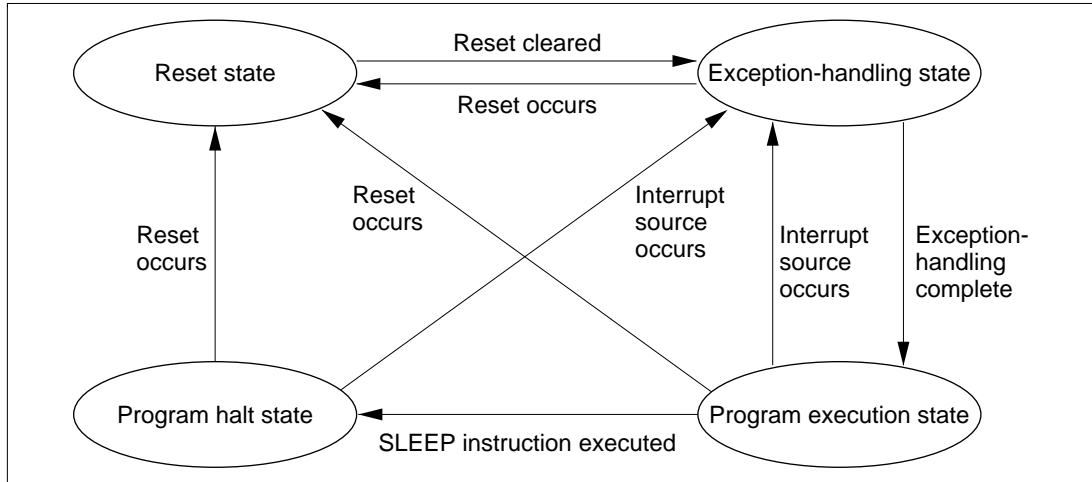 Reset state
Reset cleared
Reset occurs
Exception-handling state
Reset
occurs
Reset
occurs
Interrupt
source
occurs
Interrupt
source
occurs
Exception-
handling
complete
Program halt state
SLEEP instruction executed
Program execution state